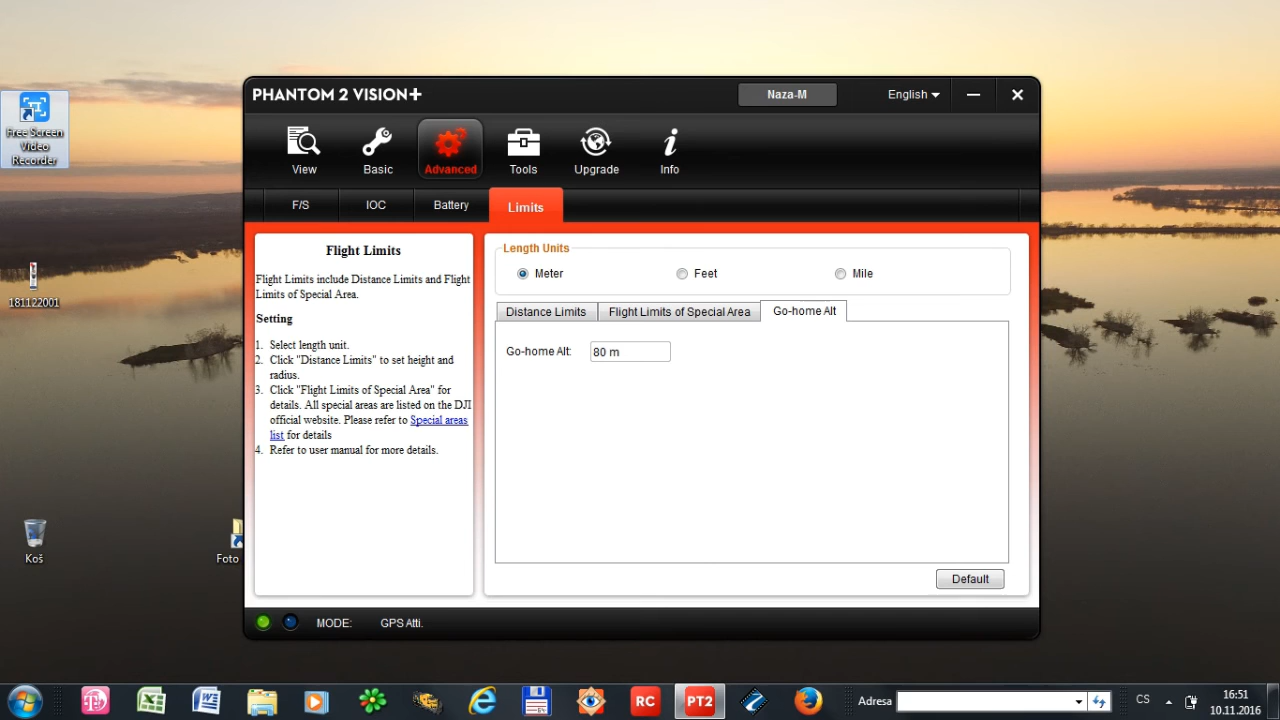 PHANTOM 2 VISION+
Naza-M
English
View
Basic
Advanced
Tools
Upgrade
Info
F/S
IOC
Battery
Limits
Flight Limits
Flight Limits include Distance Limits and Flight
Limits of Special Area.
Setting
1. Select length unit.
2. Click "Distance Limits" to set height and
radius.
3. Click "Flight Limits of Special Area" for
details. All special areas are listed on the DJI
official website. Please refer to Special areas
list for details
4. Refer to user manual for more details.
Length Units
Meter
Feet
Mile
Distance Limits
Flight Limits of Special Area
Go-home Alt
Go-home Alt:
80 m
Default
MODE:
GPS Atti.
Free Screen
Video
Recorder
181122001
Koš
Foto
RC
PT2
Adresa
CS
16:51
10.11.2016